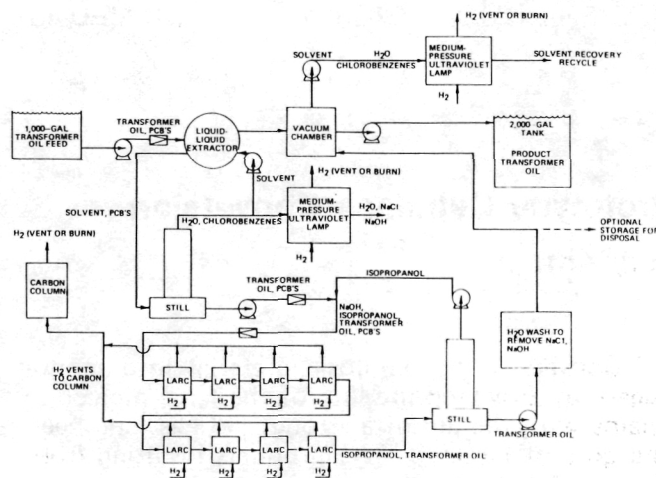 H₂ (VENT OR BURN)
SOLVENT
H₂O
CHLOROBENZENES
MEDIUM-
PRESSURE
ULTRAVIOLET
LAMP
SOLVENT RECOVERY
RECYCLE
H₂
1,000-GAL
TRANSFORMER
OIL FEED
TRANSFORMER
OIL, PCB'S
LIQUID-
LIQUID
EXTRACTOR
VACUUM
CHAMBER
2,000-GAL
TANK
PRODUCT
TRANSFORMER
OIL
SOLVENT
H₂ (VENT OR BURN)
SOLVENT, PCB'S
H₂O, CHLOROBENZENES
MEDIUM-
PRESSURE
ULTRAVIOLET
LAMP
H₂O, NaCl
NaOH
H₂
OPTIONAL
STORAGE FOR
DISPOSAL
H₂ (VENT OR BURN)
CARBON
COLUMN
STILL
TRANSFORMER
OIL, PCB'S
ISOPROPANOL
NaOH,
ISOPROPANOL,
TRANSFORMER
OIL, PCB'S
H₂O WASH TO
REMOVE NaC1,
NaOH
H₂ VENTS
TO CARBON
COLUMN
LARC LARC LARC LARC
H₂ H₂ H₂ H₂
STILL
TRANSFORMER OIL
LARC LARC LARC LARC
ISOPROPANOL, TRANSFORMER OIL
H₂ H₂ H₂ H₂